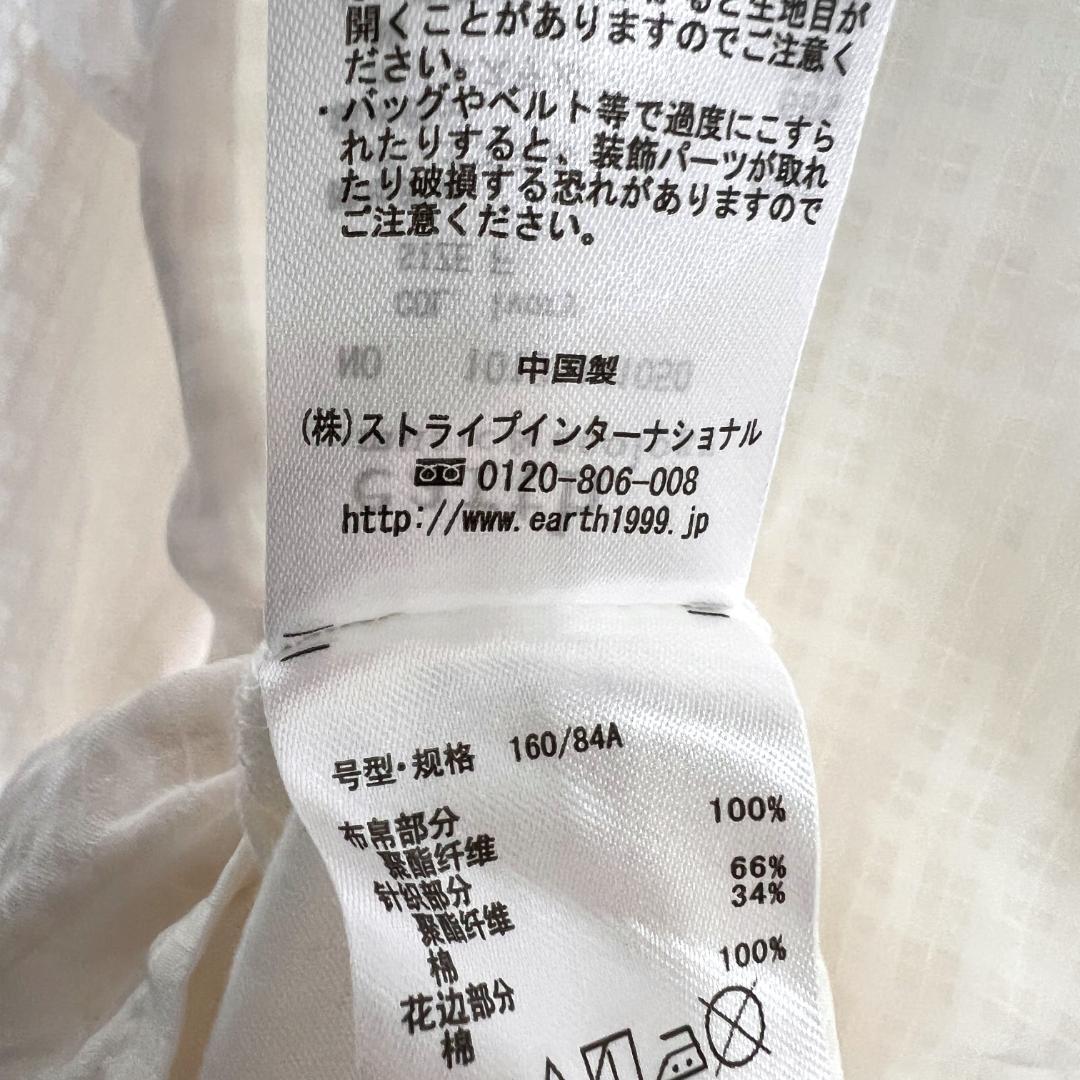 ると生地目が
開くことがありますのでご注意く
ださい。
・バッグやベルト等で過度にこすら
れたりすると、装飾パーツが取れ
たり破損する恐れがありますので
ご注意ください。
中国製
(株)ストライプインターナショナル
0120-806-008
http://www.earth1999.jp
号型・规格 160/84A
布帛部分
聚酯纤维 100%
针织部分
聚酯纤维 66%
棉 34%
花边部分
棉 100%